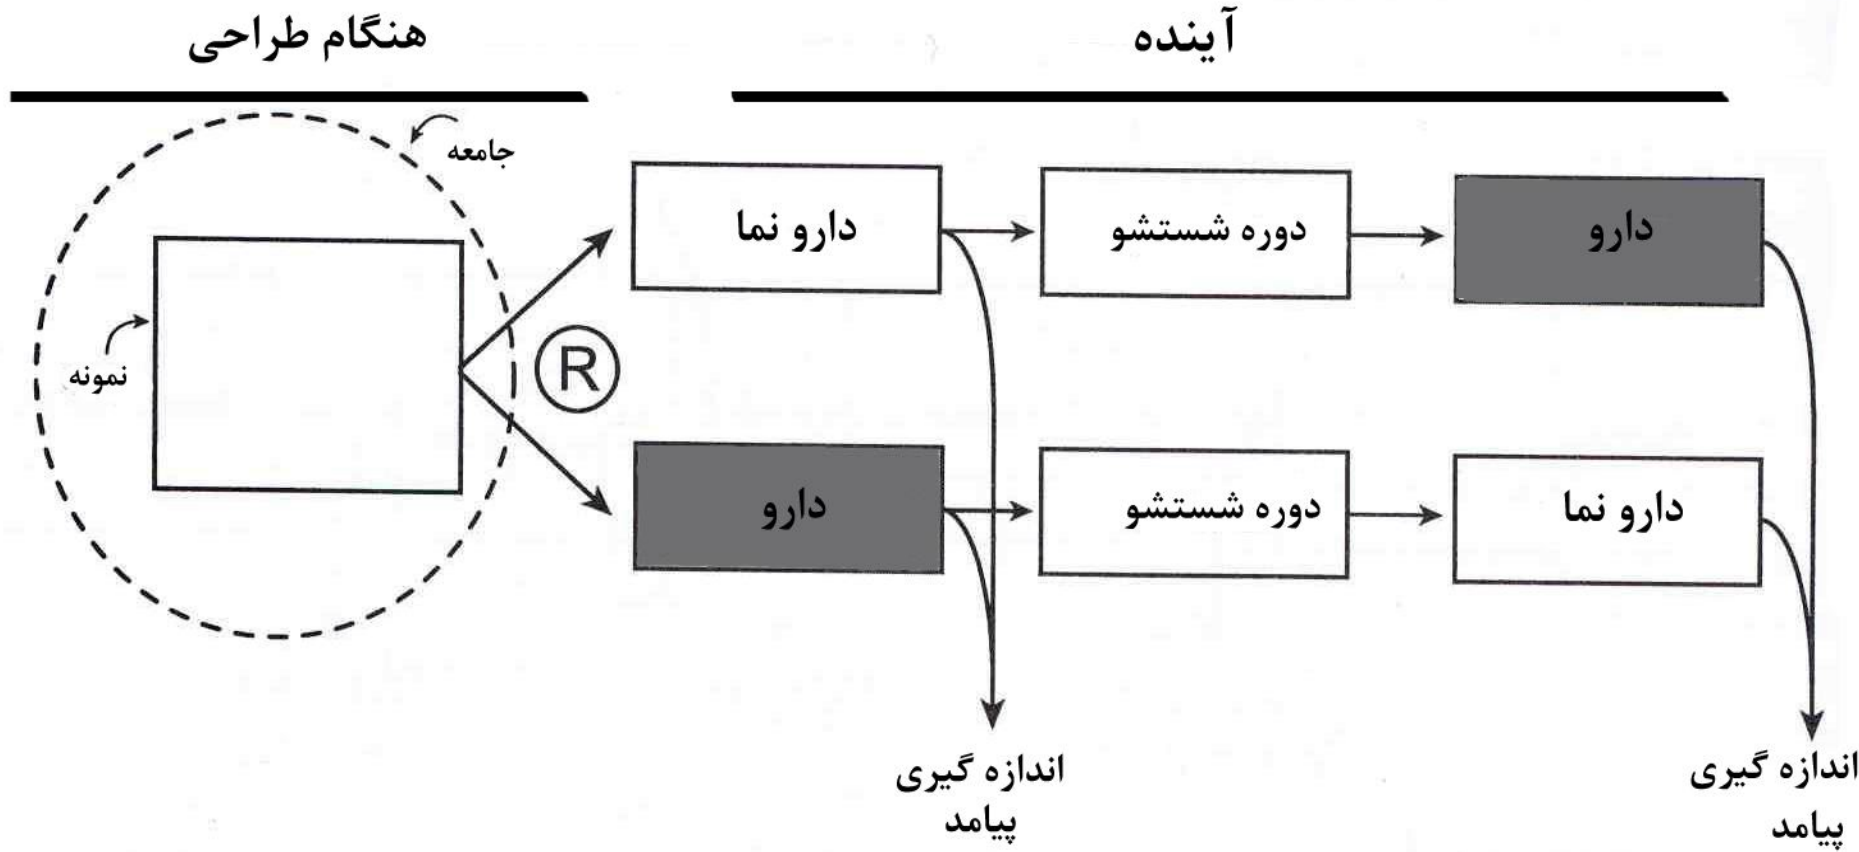 هنگام طراحی
آینده
جامعه
نمونه
R
دارو نما
دوره شستشو
دارو
دارو
دوره شستشو
دارو نما
اندازه گیری
پیامد
اندازه گیری
پیامد